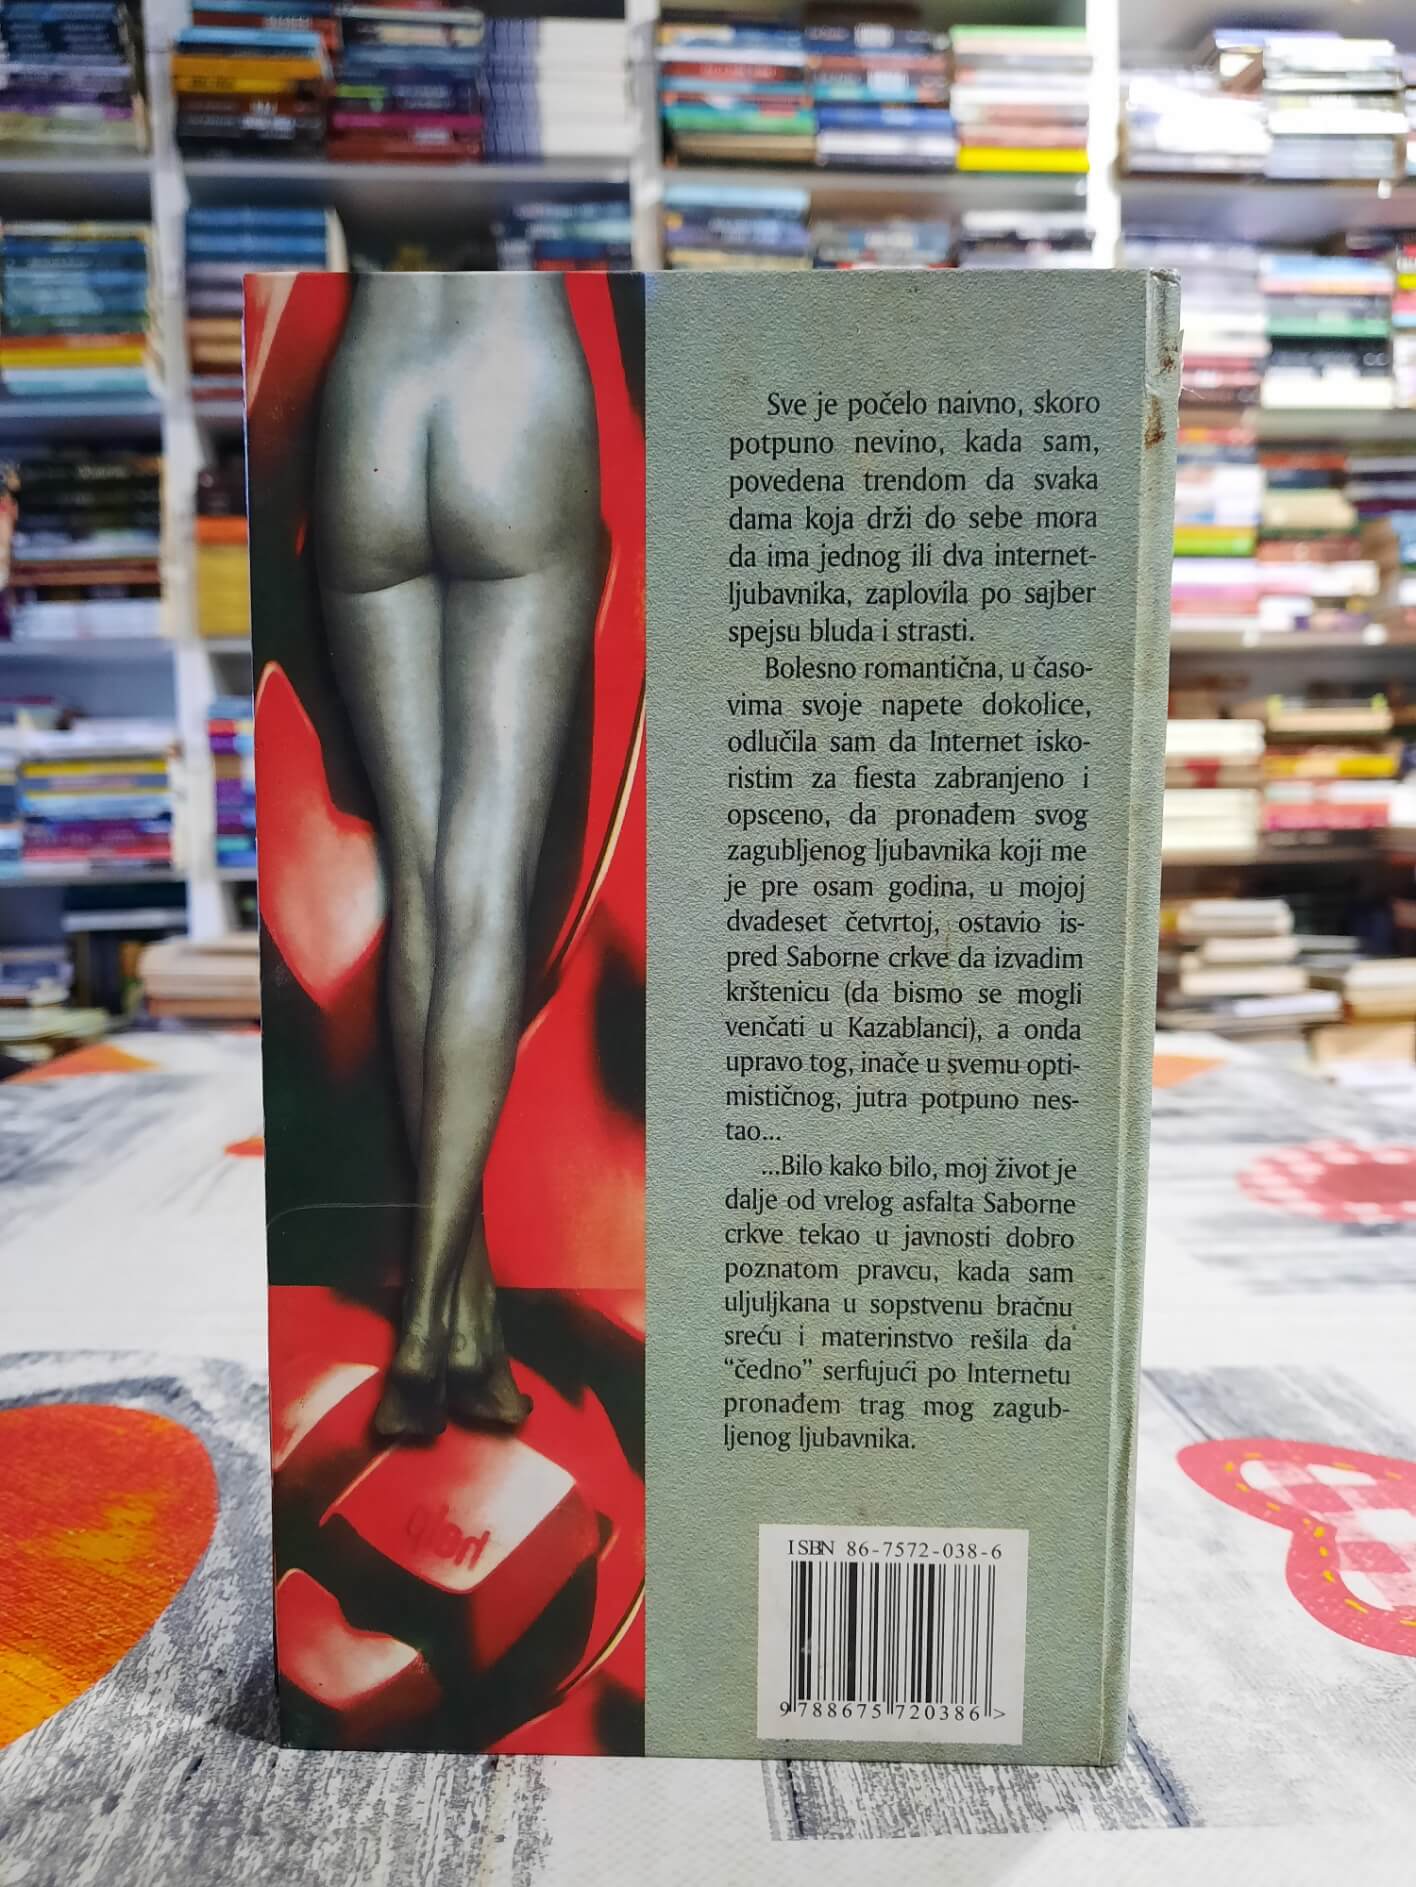 Sve je počelo naivno, skoro
potpuno nevino, kada sam,
povedena trendom da svaka
dama koja drži do sebe mora
da ima jednog ili dva internet-
ljubavnika, zaplovila po sajber
spejsu bluda i strasti.
Bolesno romantična, u časo-
vima svoje napete dokolice,
odlučila sam da Internet isko-
ristim za fiesta zabranjeno i
opsceno, da pronađem svog
zagubljenog ljubavnika koji me
je pre osam godina, u mojoj
dvadeset četvrtoj, ostavio is-
pred Saborne crkve da izvadim
krštenicu (da bismo se mogli
venčati u Kazablanci), a onda
upravo tog, inače u svemu opti-
mističnog, jutra potpuno nes-
tao...
...Bilo kako bilo, moj život je
dalje od vrelog asfalta Saborne
crkve tekao u javnosti dobro
poznatom pravcu, kada sam
uljuljkana u sopstvenu bračnu
sreću i materinstvo rešila da
“čedno” serfujući po Internetu
pronađem trag mog zagub-
ljenog ljubavnika.
help
ISBN 86-7572-038-6
9 788675 720386 >